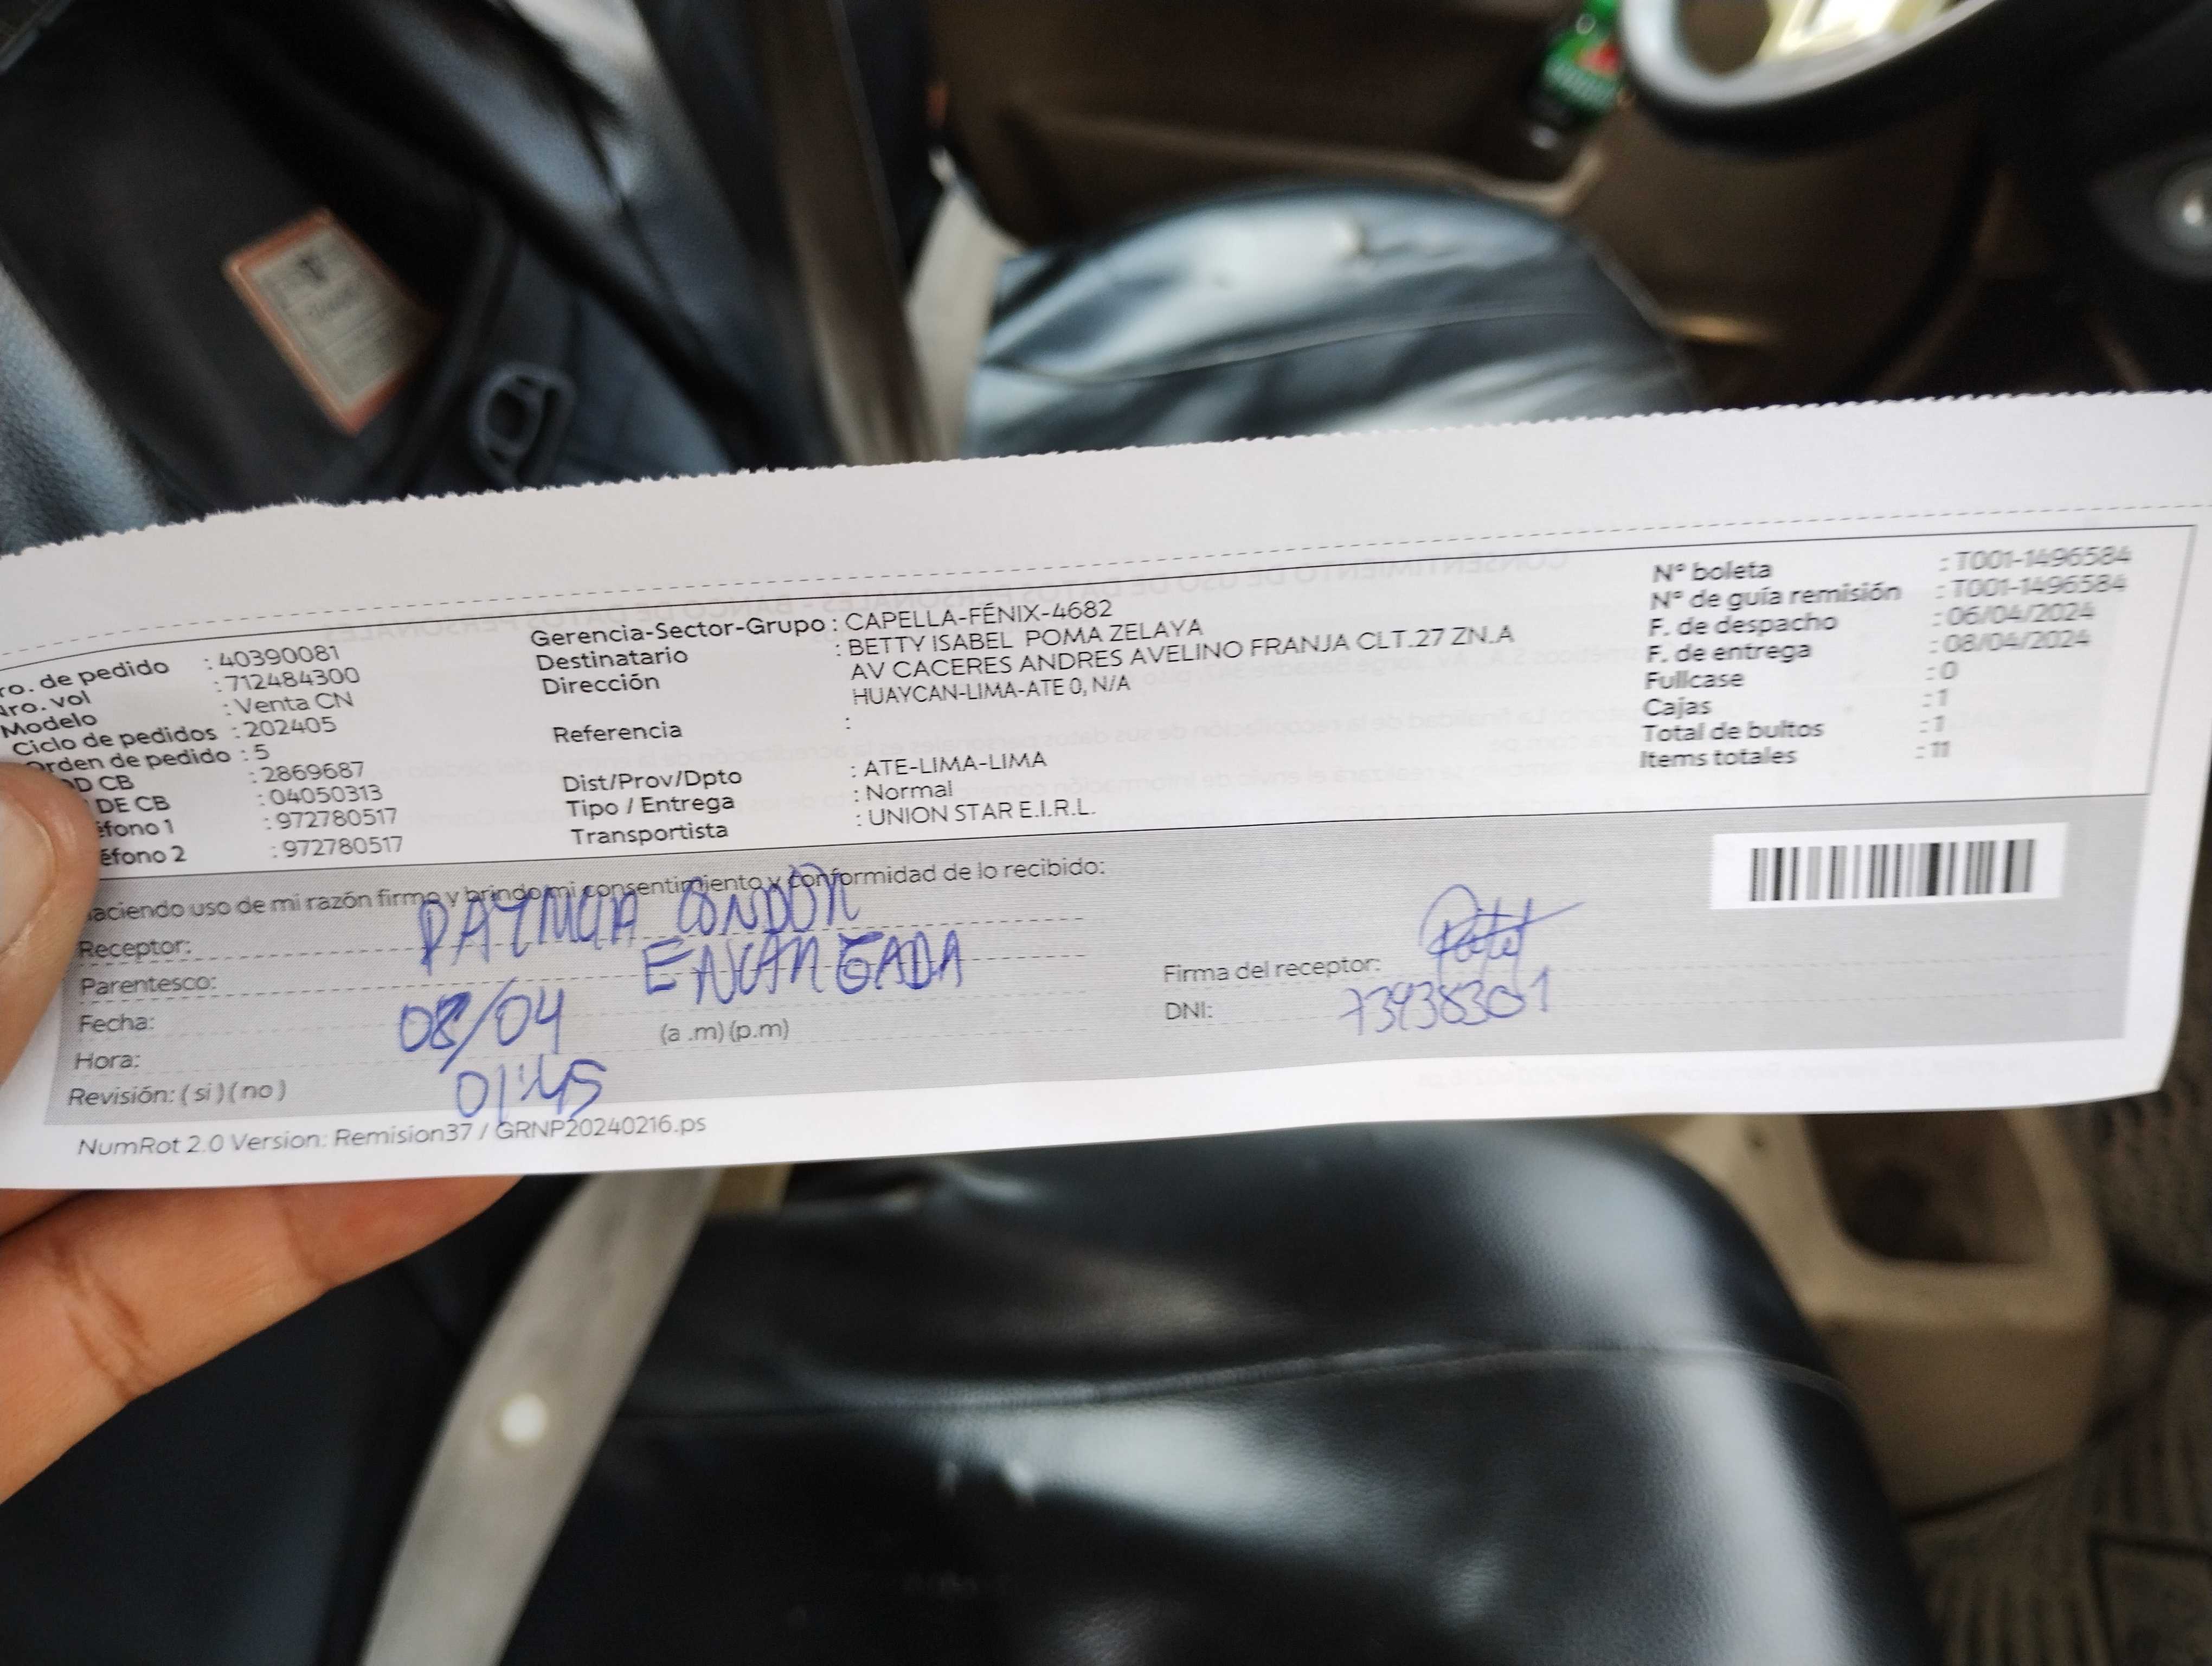 ro. de pedido : 40390081
Nro. vol : 712484300
Modelo : Venta CN
Ciclo de pedidos : 202405
Orden de pedido : 5
D CB : 2869687
DE CB : 04050313
éfono 1 : 972780517
éfono 2 : 972780517
Gerencia-Sector-Grupo : CAPELLA-FÉNIX-4682
Destinatario : BETTY ISABEL POMA ZELAYA
Dirección AV CACERES ANDRES AVELINO FRANJA CLT.27 ZN.A
HUAYCAN-LIMA-ATE 0, N/A
Referencia :
Dist/Prov/Dpto : ATE-LIMA-LIMA
Tipo / Entrega : Normal
Transportista : UNION STAR E.I.R.L.
N° boleta : T001-1496584
N° de guía remisión : T001-1496584
F. de despacho : 06/04/2024
F. de entrega : 08/04/2024
Fullcase : 0
Cajas : 1
Total de bultos : 1
Items totales : 11
aciendo uso de mi razón firmo y brindo mi consentimiento y conformidad de lo recibido:
Receptor: CONDOR
Parentesco: ENCARGADA
Fecha: 08/04
Hora: 01:45 (a .m) (p.m)
Revisión: ( si ) ( no )
Firma del receptor:
DNI:
NumRot 2.0 Version: Remision37 / GRNP20240216.ps